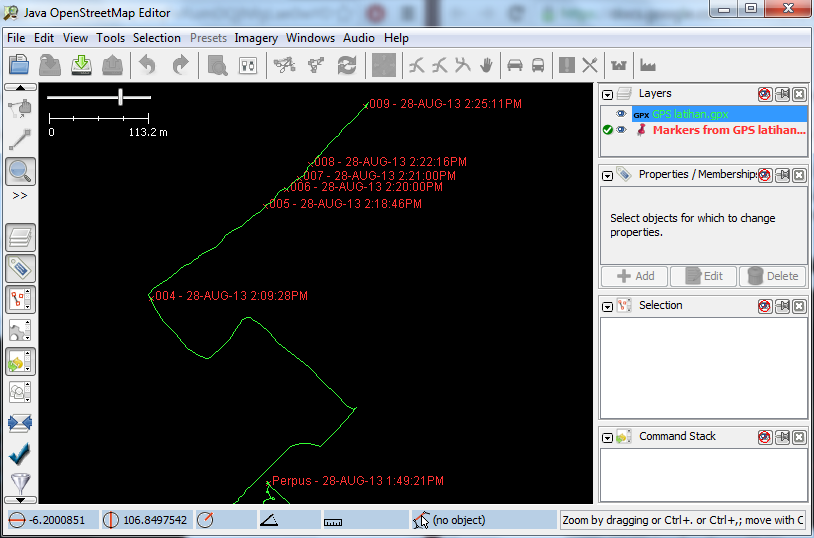 Java OpenStreetMap Editor
File Edit View Tools Selection Presets Imagery Windows Audio Help
0 113.2 m
009 - 28-AUG-13 2:25:11PM
008 - 28-AUG-13 2:22:16PM
007 - 28-AUG-13 2:21:00PM
006 - 28-AUG-13 2:20:00PM
005 - 28-AUG-13 2:18:46PM
004 - 28-AUG-13 2:09:28PM
Perpus - 28-AUG-13 1:49:21PM
>>
Layers
GPX GPS latihan.gpx
Markers from GPS latihan...
Properties / Memberships
Select objects for which to change
properties.
Add Edit Delete
Selection
Command Stack
-6.2000851 106.8497542 (no object) Zoom by dragging or Ctrl+. or Ctrl+,; move with C